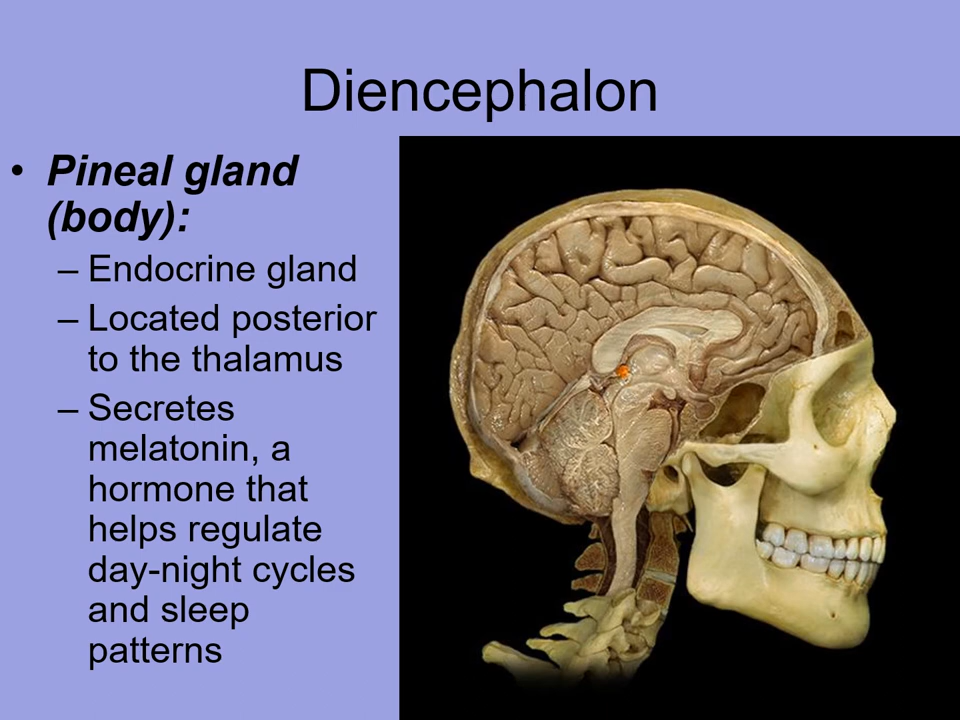 Diencephalon
• Pineal gland
(body):
– Endocrine gland
– Located posterior
to the thalamus
– Secretes
melatonin, a
hormone that
helps regulate
day-night cycles
and sleep
patterns